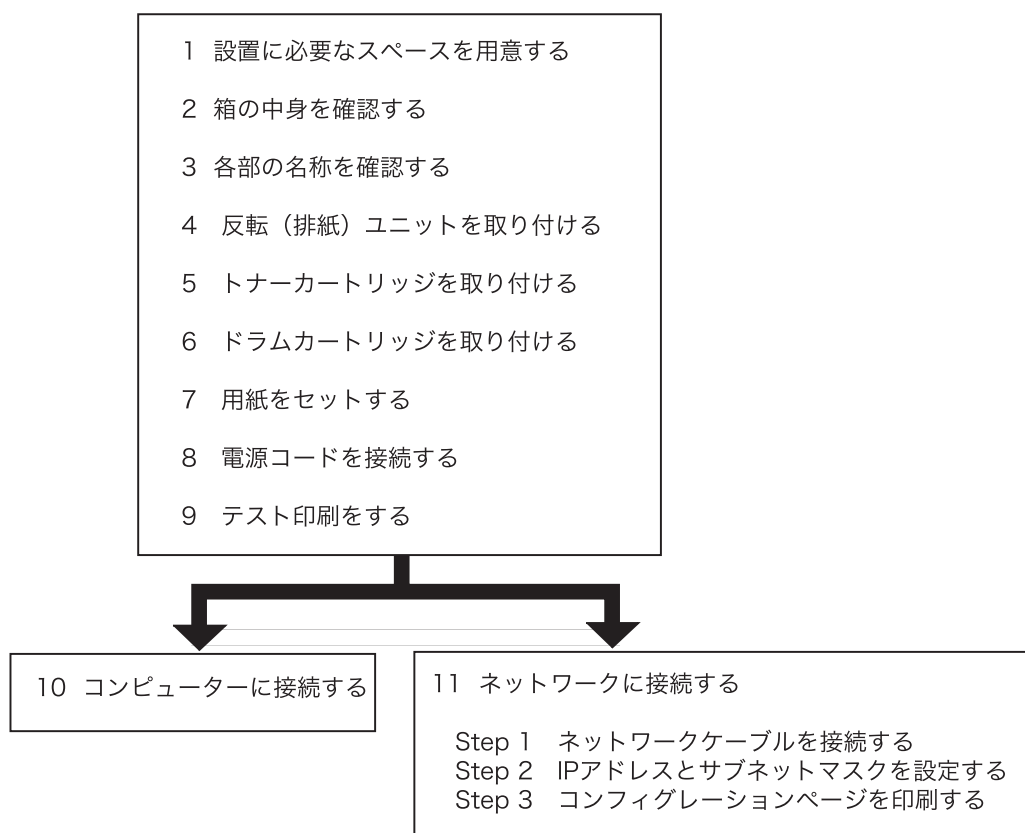 1 設置に必要なスペースを用意する
2 箱の中身を確認する
3 各部の名称を確認する
4 反転（排紙）ユニットを取り付ける
5 トナーカートリッジを取り付ける
6 ドラムカートリッジを取り付ける
7 用紙をセットする
8 電源コードを接続する
9 テスト印刷をする
10 コンピューターに接続する
11 ネットワークに接続する
Step 1 ネットワークケーブルを接続する
Step 2 IPアドレスとサブネットマスクを設定する
Step 3 コンフィグレーションページを印刷する